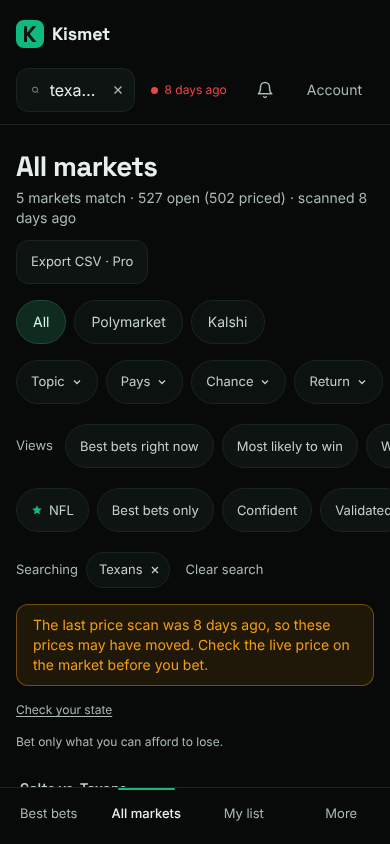 Kismet
texa...
8 days ago
Account
All markets
5 markets match · 527 open (502 priced) · scanned 8
days ago
Export CSV · Pro
All
Polymarket
Kalshi
Topic
Pays
Chance
Return
Views
Best bets right now
Most likely to win
NFL
Best bets only
Confident
Validated
Searching
Texans
Clear search
The last price scan was 8 days ago, so these
prices may have moved. Check the live price on
the market before you bet.
Check your state
Bet only what you can afford to lose.
Best bets
All markets
My list
More